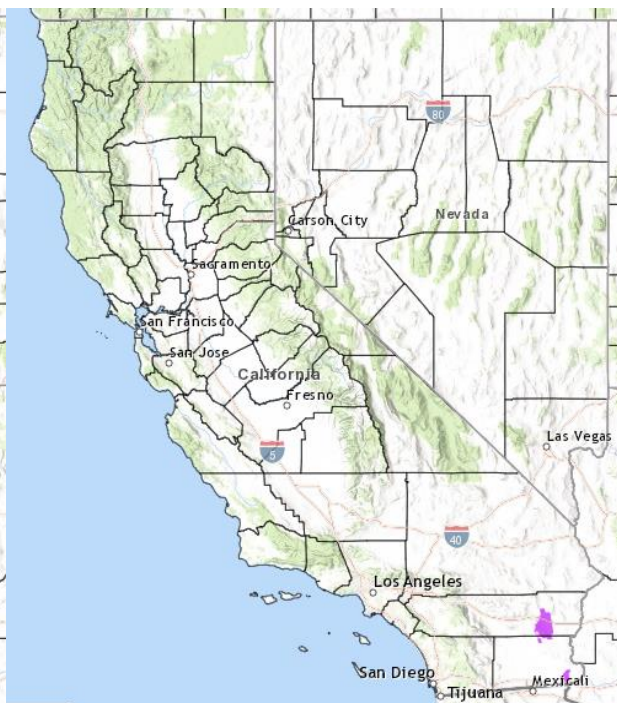 80
Carson City
Nevada
Sacramento
San Francisco
San Jose
California
Fresno
5
Las Vegas
40
Los Angeles
San Diego
Mexicali
Tijuana